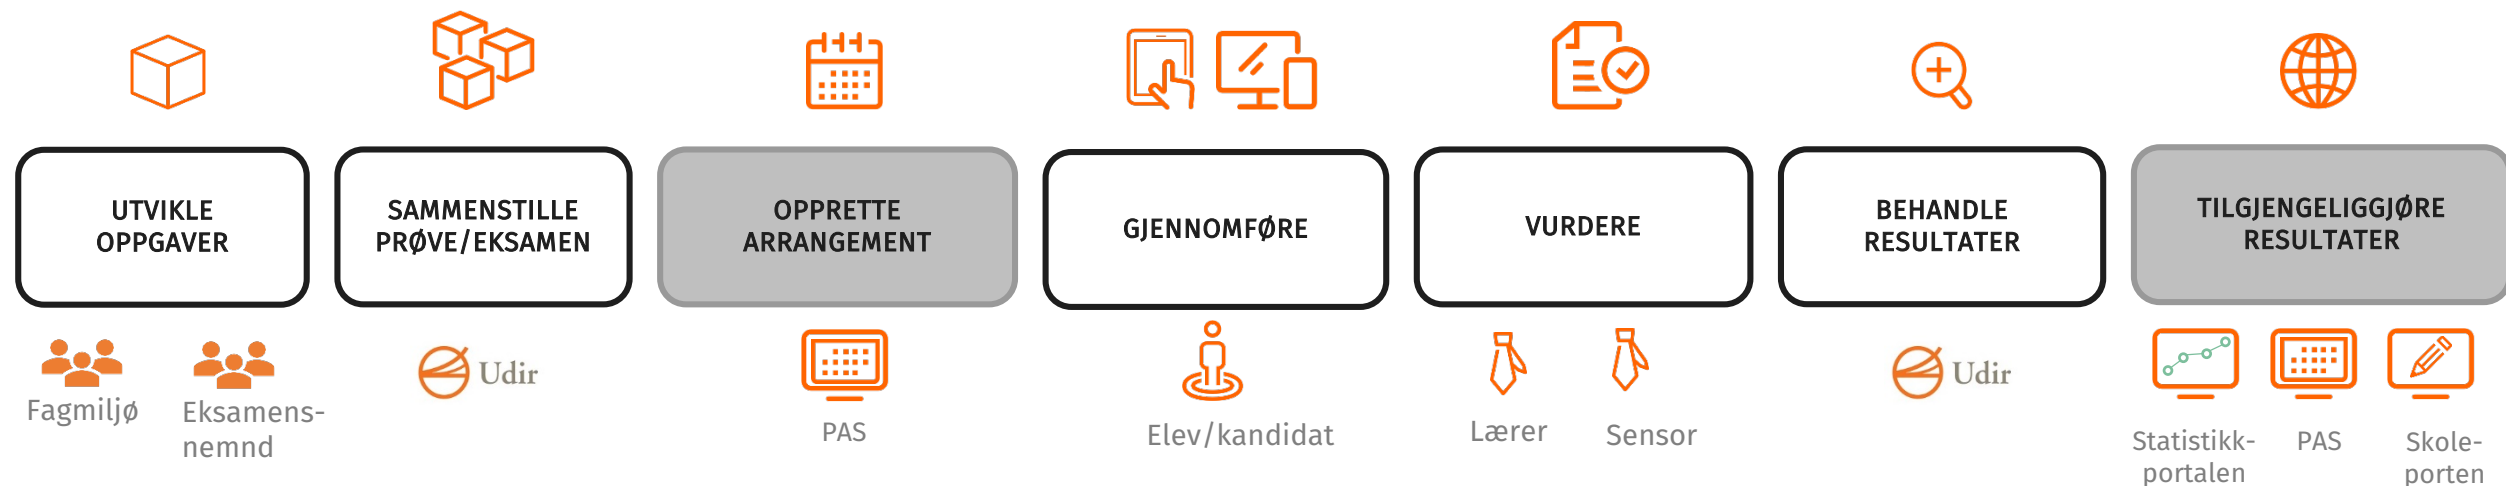 UTVIKLE
OPPGAVER
SAMMENSTILLE
PRØVE/EKSAMEN
OPPRETTE
ARRANGEMENT
GJENNOMFØRE
VURDERE
BEHANDLE
RESULTATER
TILGJENGELIGGJØRE
RESULTATER
Fagmiljø
Eksamens-
nemnd
Udir
PAS
Elev/kandidat
Lærer
Sensor
Udir
Statistikk-
portalen
PAS
Skole-
porten